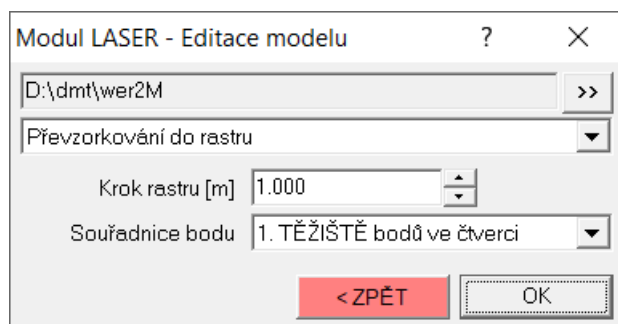 Modul LASER - Editace modelu ?
D:\dmt\wer2M >>
Převzorkování do rastru
Krok rastru [m] 1.000
Souřadnice bodu 1. TĚŽIŠTĚ bodů ve čtverci
< ZPĚT OK